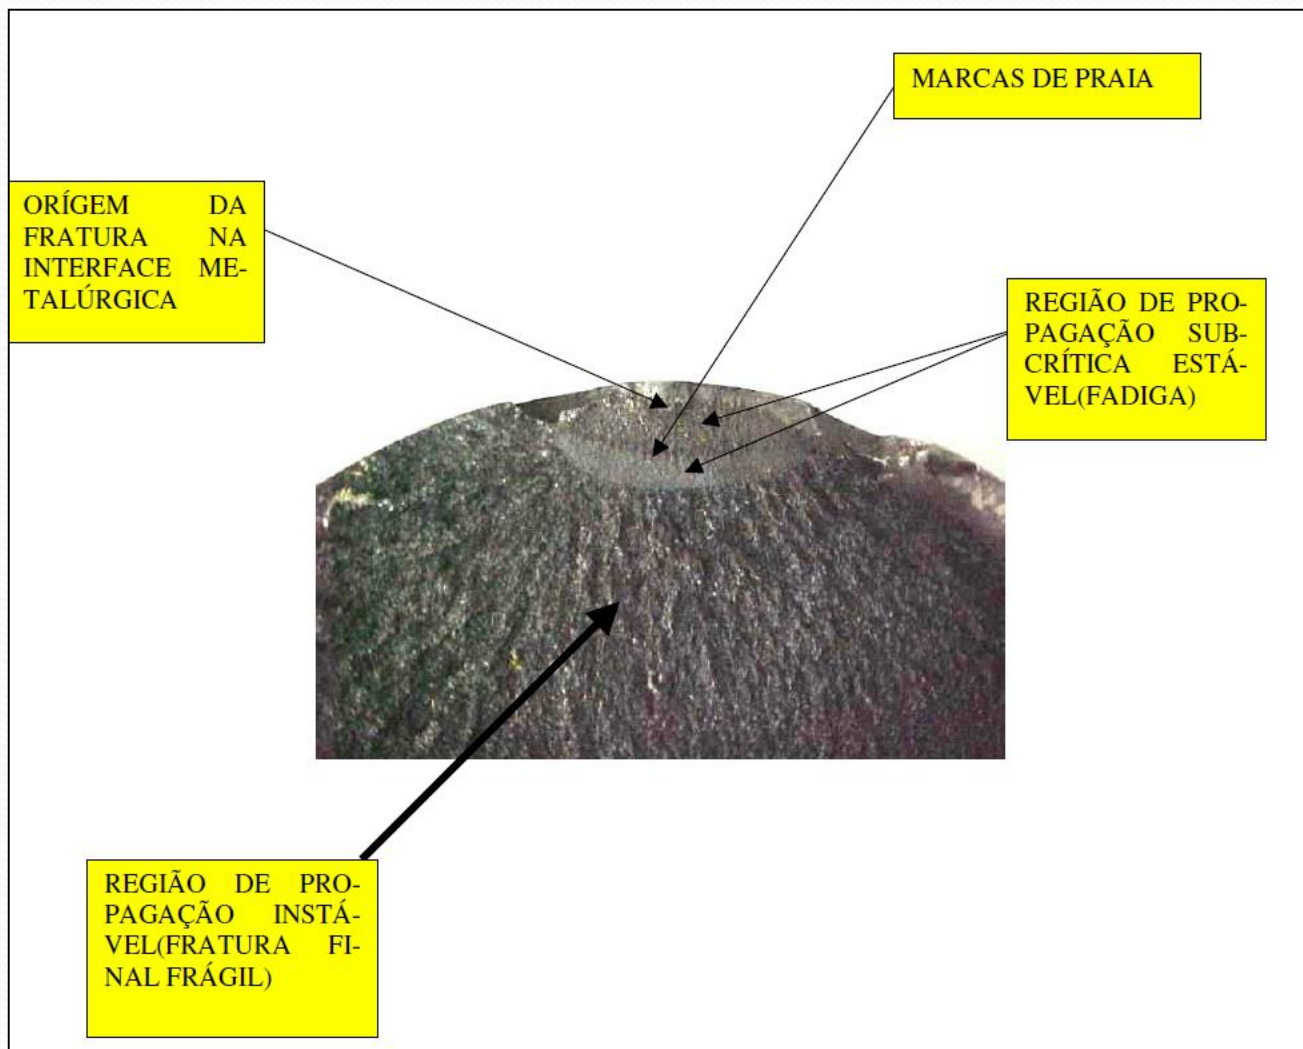 MARCAS DE PRAIA
ORÍGEM DA
FRATURA NA
INTERFACE ME-
TALÚRGICA
REGIÃO DE PRO-
PAGAÇÃO SUB-
CRÍTICA ESTÁ-
VEL(FADIGA)
REGIÃO DE PRO-
PAGAÇÃO INSTÁ-
VEL(FRATURA FI-
NAL FRÁGIL)